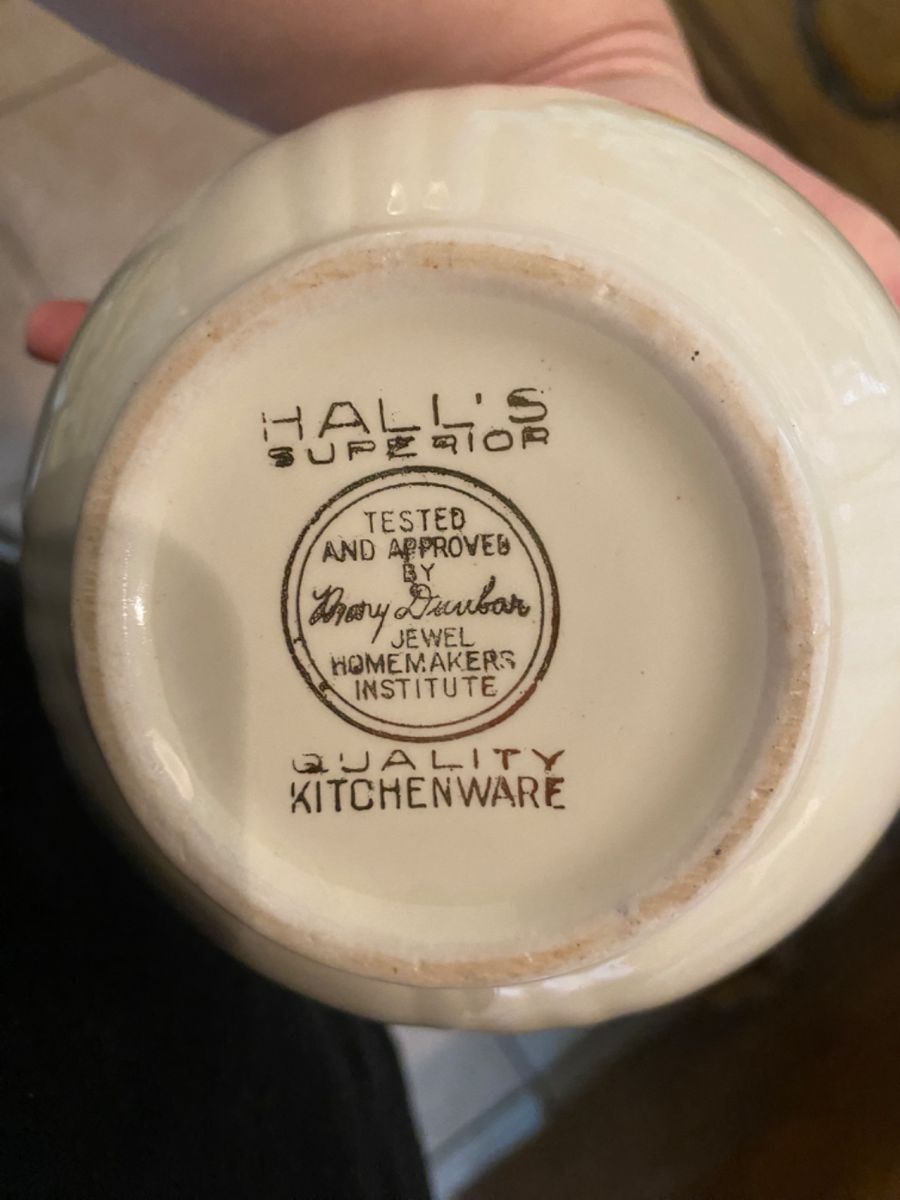 HALL'S
SUPERIOR
TESTED
AND APPROVED
BY
Mary Dunbar
JEWEL
HOMEMAKERS
INSTITUTE
QUALITY
KITCHENWARE